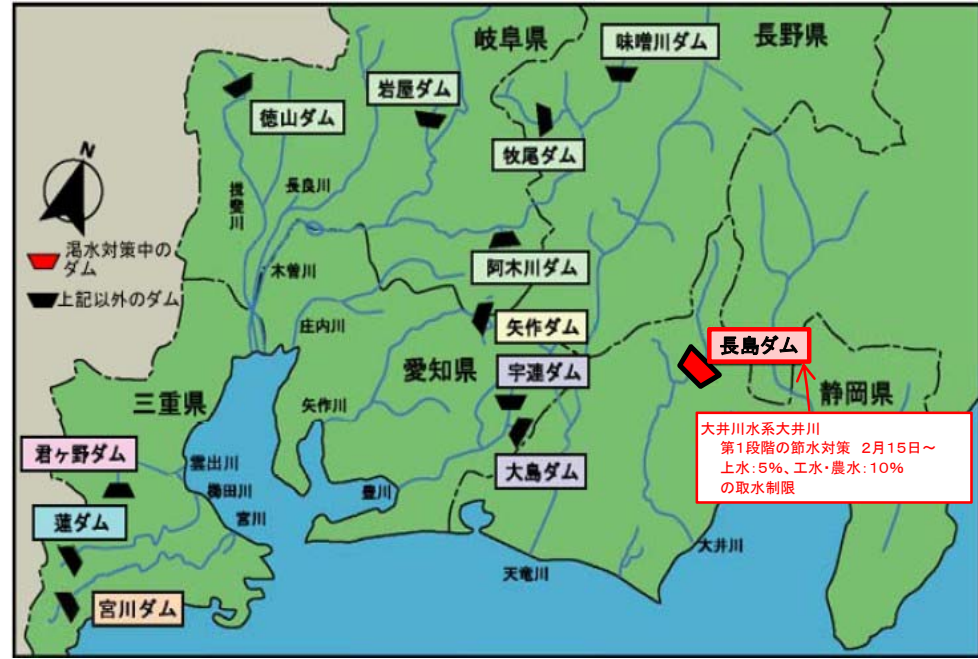 岐阜県
味噌川ダム
長野県
徳山ダム
岩屋ダム
牧尾ダム
N
揖斐川
長良川
渇水対策中の
ダム
上記以外のダム
木曽川
阿木川ダム
庄内川
矢作ダム
愛知県
宇連ダム
長島ダム
静岡県
三重県
矢作川
大井川水系大井川
第1段階の節水対策 2月15日~
上水:5%、工水・農水:10%
の取水制限
君ヶ野ダム
雲出川
櫛田川
宮川
豊川
大島ダム
蓮ダム
大井川
天竜川
宮川ダム